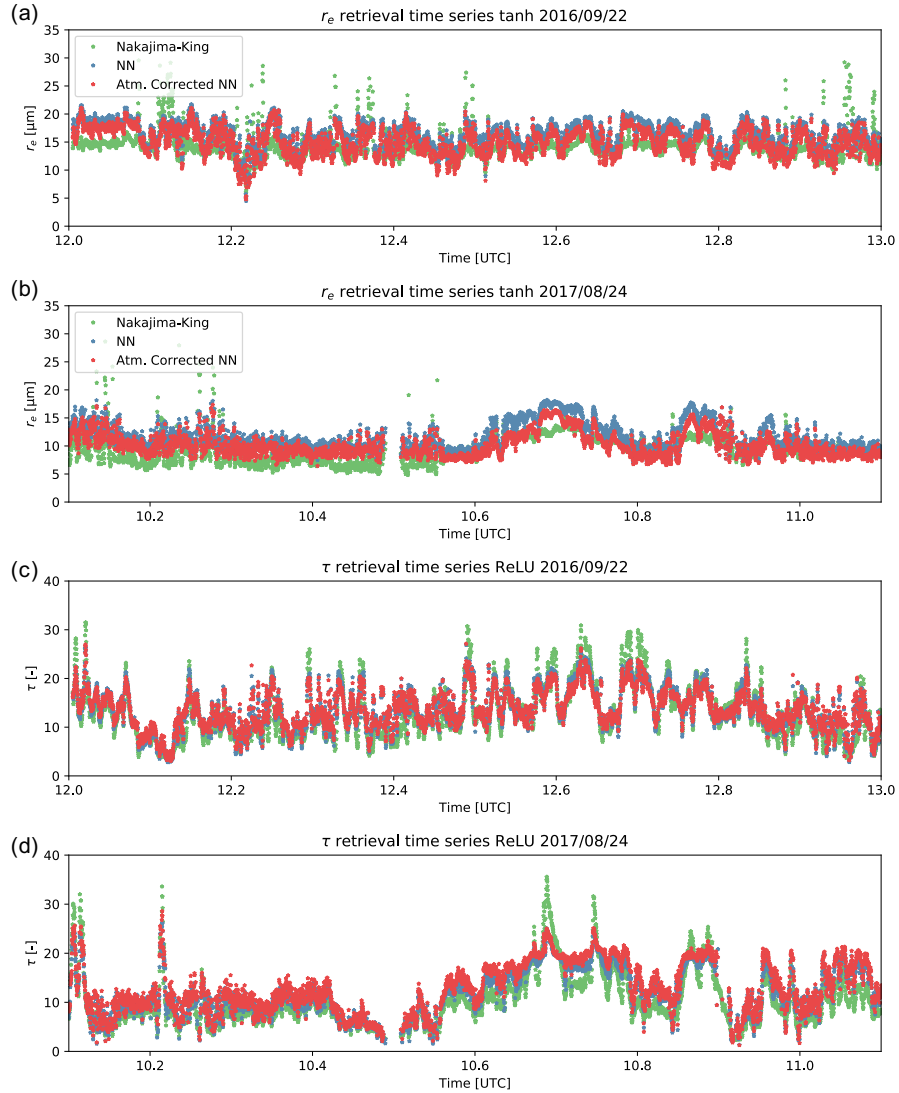 (a)
r_e retrieval time series tanh 2016/09/22
35
30
25
20
15
10
5
0
r_e [μm]
Nakajima-King
NN
Atm. Corrected NN
12.0 12.2 12.4 12.6 12.8 13.0
Time [UTC]
(b)
r_e retrieval time series tanh 2017/08/24
35
30
25
20
15
10
5
0
r_e [μm]
Nakajima-King
NN
Atm. Corrected NN
10.2 10.4 10.6 10.8 11.0
Time [UTC]
(c)
τ retrieval time series ReLU 2016/09/22
40
30
20
10
0
τ [-]
12.0 12.2 12.4 12.6 12.8 13.0
Time [UTC]
(d)
τ retrieval time series ReLU 2017/08/24
40
30
20
10
0
τ [-]
10.2 10.4 10.6 10.8 11.0
Time [UTC]